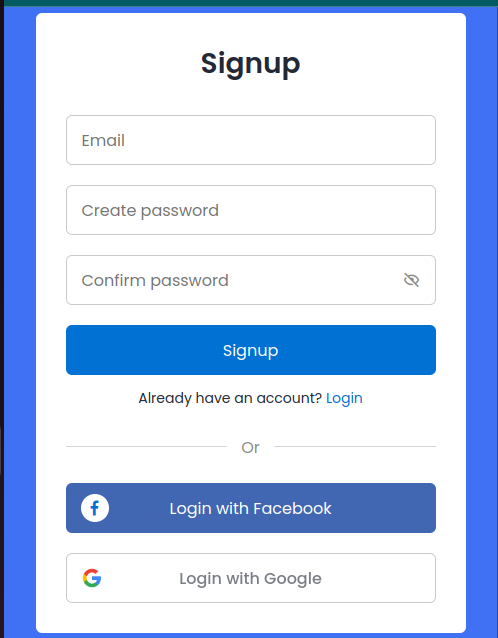 Signup
Email
Create password
Confirm password
Signup
Already have an account? Login
Or
Login with Facebook
Login with Google